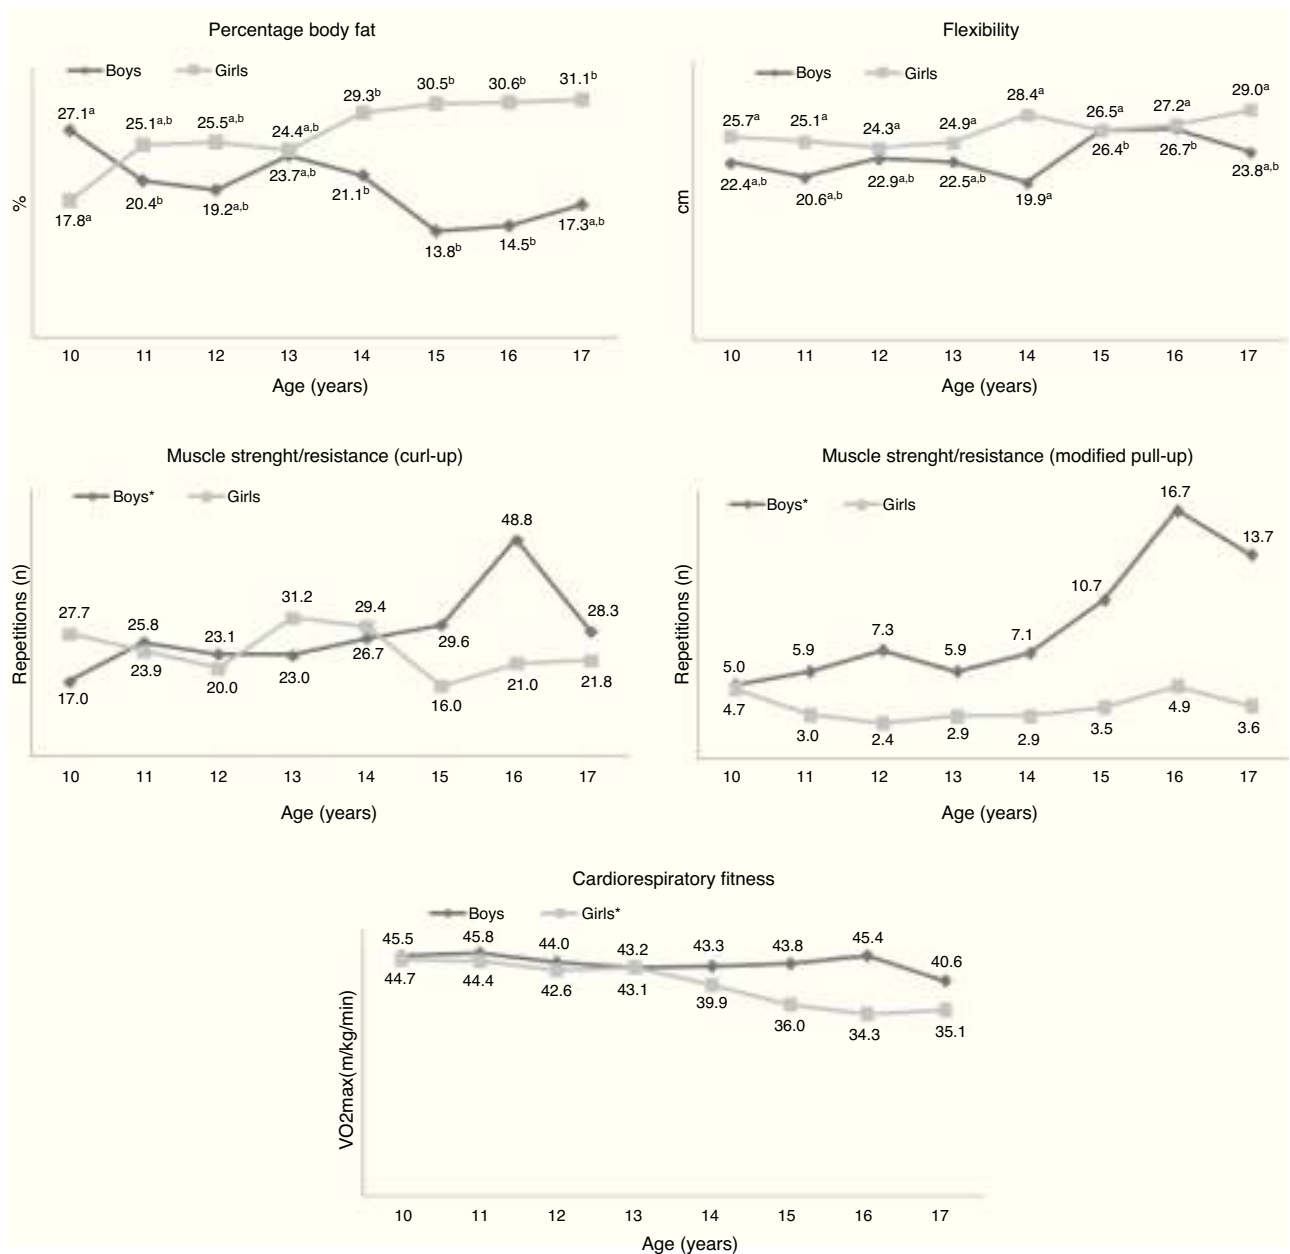 Percentage body fat
Boys Girls
27.1ᵃ 25.1ᵃ,ᵇ 25.5ᵃ,ᵇ 24.4ᵃ,ᵇ 29.3ᵇ 30.5ᵇ 30.6ᵇ 31.1ᵇ
17.8ᵃ 20.4ᵇ 19.2ᵃ,ᵇ 23.7ᵃ,ᵇ 21.1ᵇ 13.8ᵇ 14.5ᵇ 17.3ᵃ,ᵇ
%
10 11 12 13 14 15 16 17
Age (years)
Flexibility
Boys Girls
25.7ᵃ 25.1ᵃ 24.3ᵃ 24.9ᵃ 28.4ᵃ 26.5ᵃ 27.2ᵃ 29.0ᵃ
22.4ᵃ,ᵇ 20.6ᵃ,ᵇ 22.9ᵃ,ᵇ 22.5ᵃ,ᵇ 19.9ᵃ 26.4ᵇ 26.7ᵇ 23.8ᵃ,ᵇ
cm
10 11 12 13 14 15 16 17
Age (years)
Muscle strenght/resistance (curl-up)
Boys* Girls
27.7 25.8 23.1 31.2 29.4 29.6 48.8 28.3
17.0 23.9 20.0 23.0 26.7 16.0 21.0 21.8
Repetitions (n)
10 11 12 13 14 15 16 17
Age (years)
Muscle strenght/resistance (modified pull-up)
Boys* Girls
5.0 5.9 7.3 5.9 7.1 10.7 16.7 13.7
4.7 3.0 2.4 2.9 2.9 3.5 4.9 3.6
Repetitions (n)
10 11 12 13 14 15 16 17
Age (years)
Cardiorespiratory fitness
Boys Girls*
45.5 45.8 44.0 43.2 43.3 43.8 45.4 40.6
44.7 44.4 42.6 43.1 39.9 36.0 34.3 35.1
VO2max(m/kg/min)
10 11 12 13 14 15 16 17
Age (years)